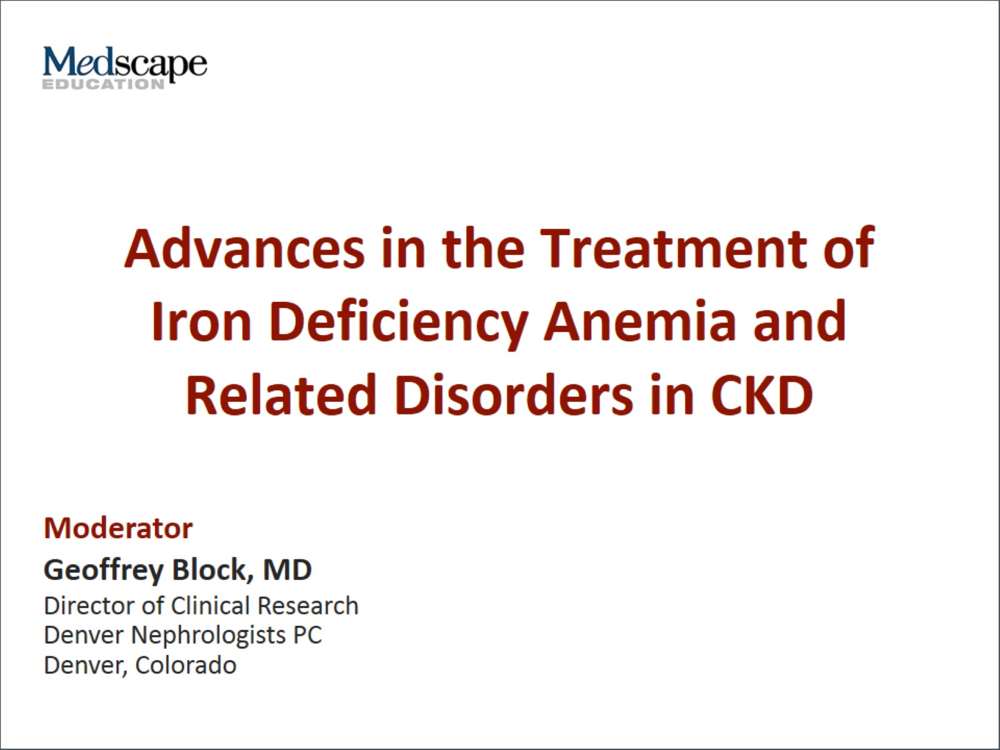 Medscape
EDUCATION
Advances in the Treatment of
Iron Deficiency Anemia and
Related Disorders in CKD
Moderator
Geoffrey Block, MD
Director of Clinical Research
Denver Nephrologists PC
Denver, Colorado